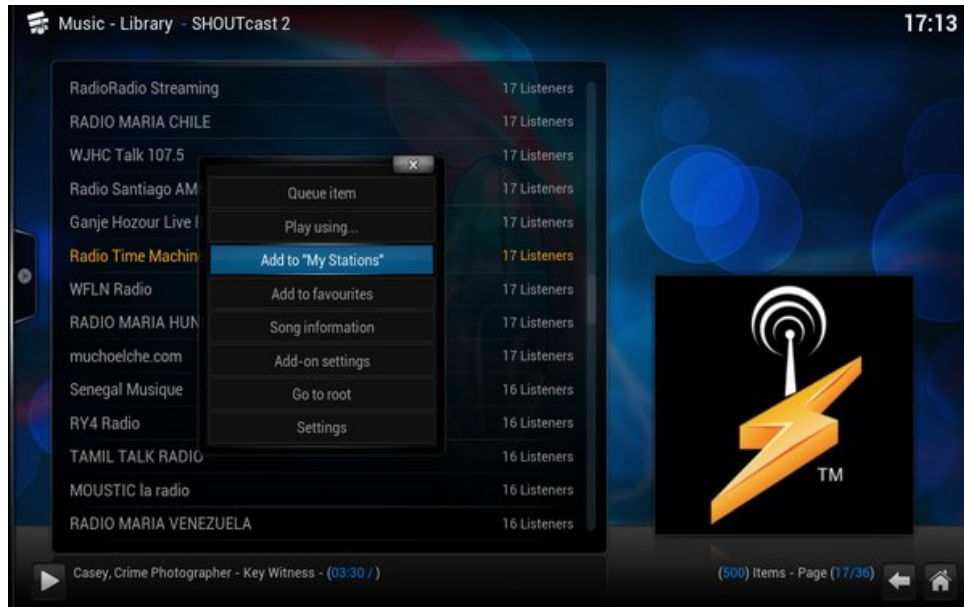 Music - Library - SHOUTcast 2
17:13
RadioRadio Streaming 17 Listeners
RADIO MARIA CHILE 17 Listeners
WJHC Talk 107.5 17 Listeners
Radio Santiago AM 17 Listeners
Ganje Hozour Live 17 Listeners
Radio Time Machin 17 Listeners
WFLN Radio 17 Listeners
RADIO MARIA HUN 17 Listeners
muchoelche.com 17 Listeners
Senegal Musique 16 Listeners
RY4 Radio 16 Listeners
TAMIL TALK RADIO 16 Listeners
MOUSTIC la radio 16 Listeners
RADIO MARIA VENEZUELA 16 Listeners
X
Queue item
Play using...
Add to "My Stations"
Add to favourites
Song information
Add-on settings
Go to root
Settings
TM
Casey, Crime Photographer - Key Witness - (03:30 / )
(500) Items - Page (17/36)